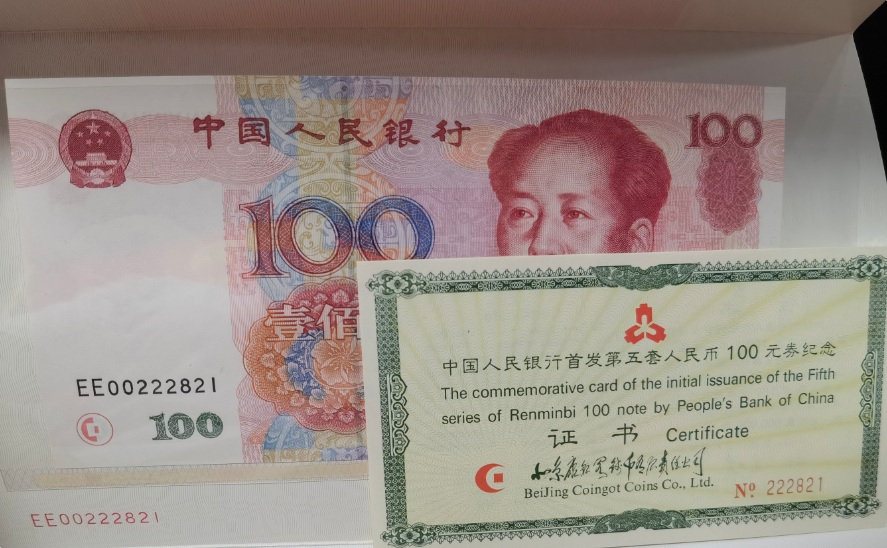 中国人民银行
100
100
壹佰
EE00222821
100
EE00222821
中国人民银行首发第五套人民币100元券纪念
The commemorative card of the initial issuance of the Fifth
series of Renminbi 100 note by People's Bank of China
证 书 Certificate
BeiJing Coingot Coins Co., Ltd.
№ 222821